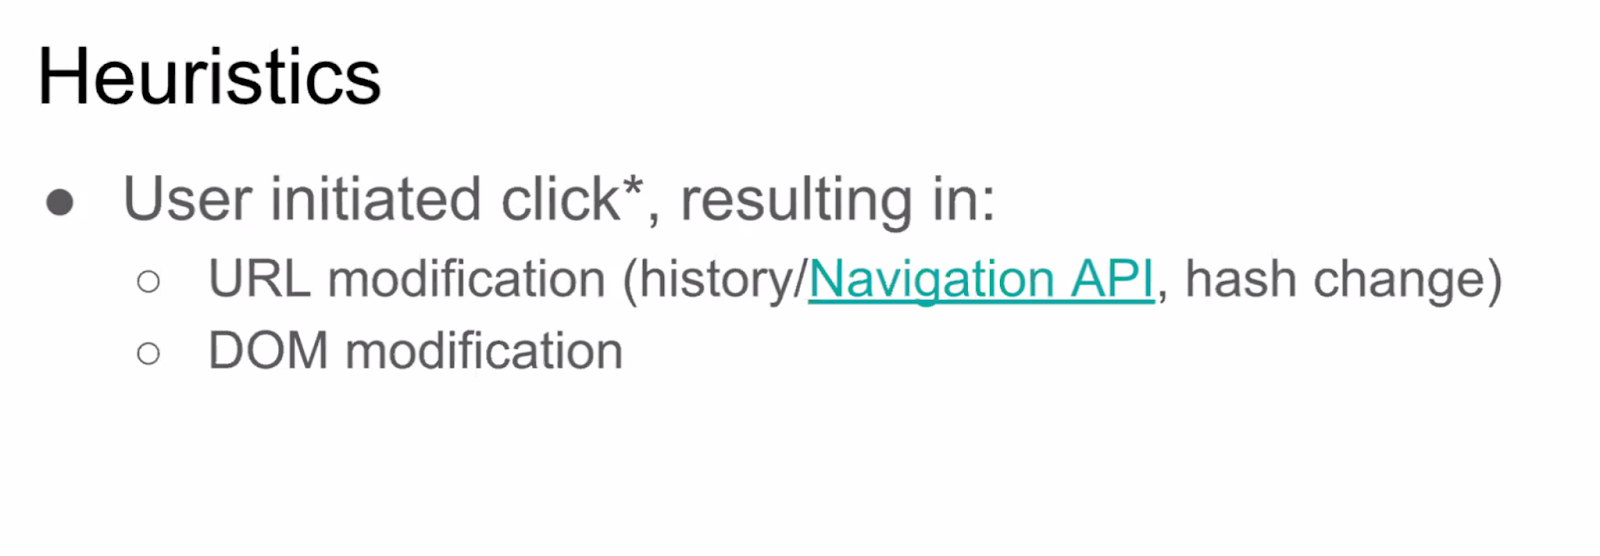 Heuristics
● User initiated click*, resulting in:
○ URL modification (history/Navigation API, hash change)
○ DOM modification